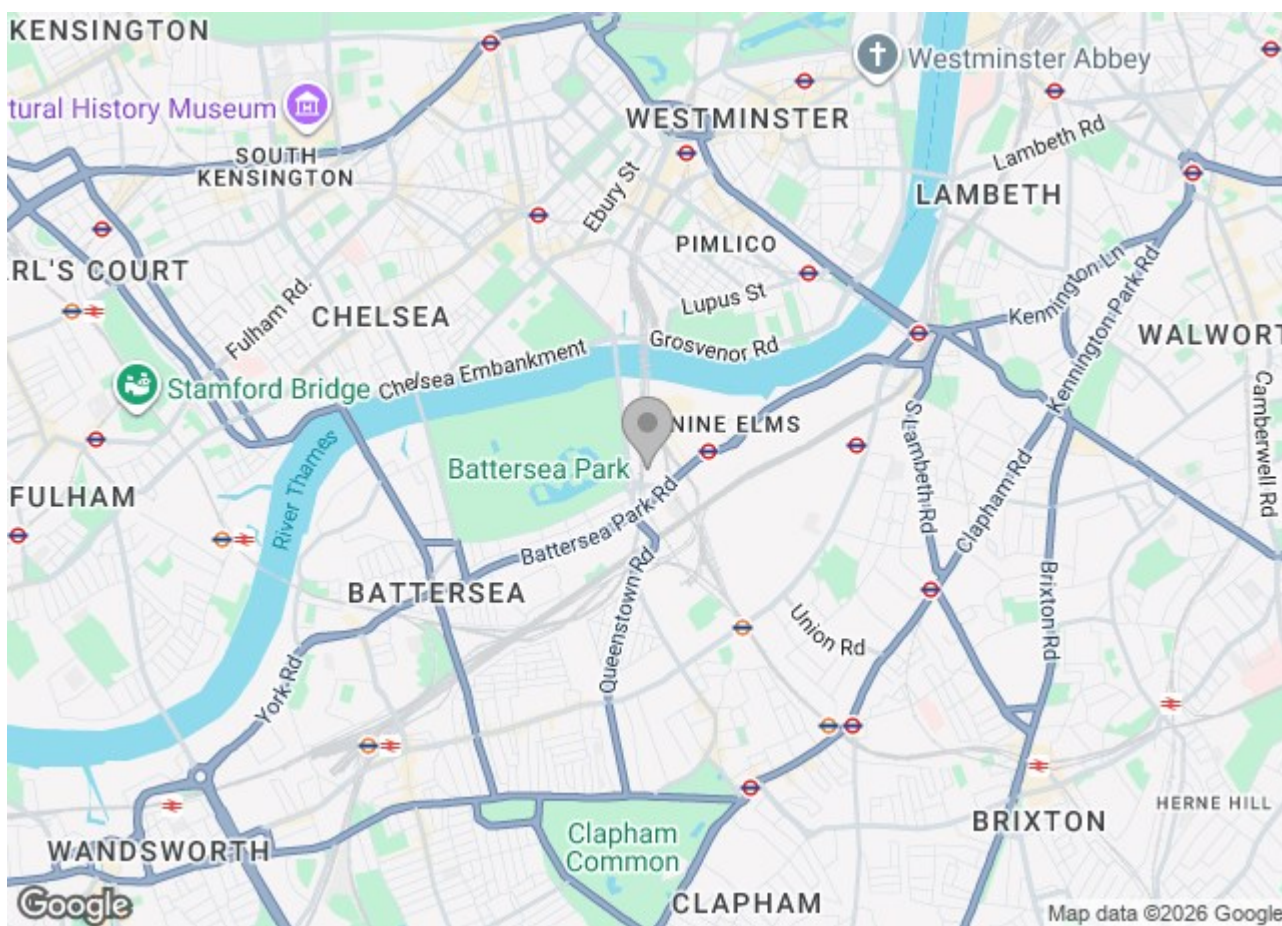 KENSINGTON
Westminster Abbey
tural History Museum
WESTMINSTER
Lambeth Rd
SOUTH
KENSINGTON
Ebury St
LAMBETH
PIMLICO
RL'S COURT
Kennington Ln
Lupus St
Fulham Rd.
CHELSEA
Kennington Park Rd
Grosvenor Rd
WALWORT
Chelsea Embankment
Stamford Bridge
Camberwell Rd
NINE ELMS
S Lambeth Rd
Battersea Park
FULHAM
River Thames
Clapham Rd
Battersea Park Rd
BATTERSEA
Queenstown Rd
Brixton Rd
Union Rd
York Rd
HERNE HILL
BRIXTON
Clapham
Common
WANDSWORTH
CLAPHAM
Google
Map data ©2026 Google